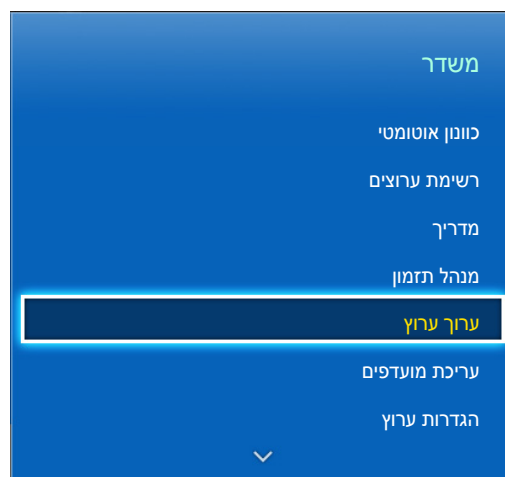 משדר
כוונון אוטומטי
רשימת ערוצים
מדריך
מנהל תזמון
ערוך ערוץ
עריכת מועדפים
הגדרות ערוץ